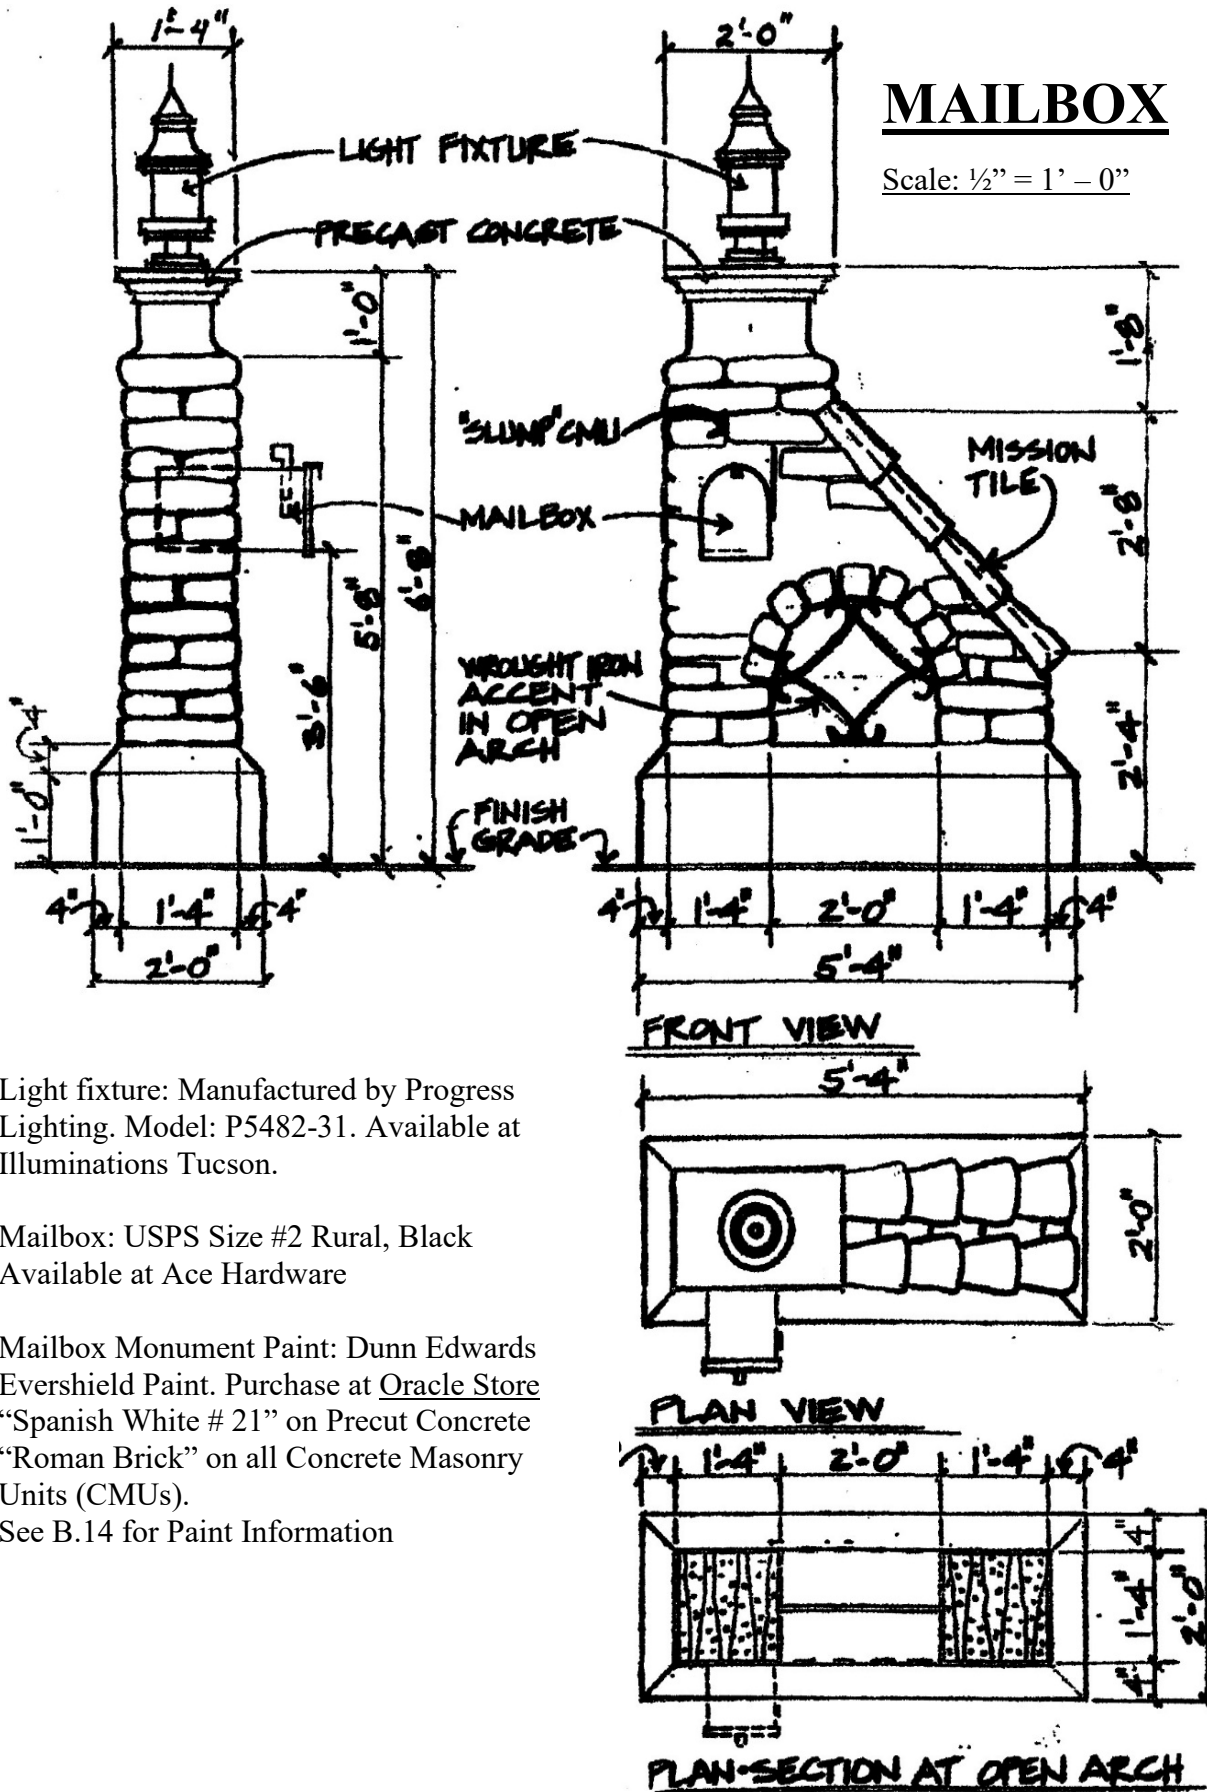 1'-4"
2'-0"
MAILBOX
Scale: ½” = 1’ – 0”
LIGHT FIXTURE
PRECAST CONCRETE
1'-0"
1'-8"
"SLUMP" CMU
MISSION
TILE
2'-8"
MAILBOX
5'-8"
6'-8"
3'-6"
WROUGHT IRON
ACCENT
IN OPEN
ARCH
4"
1'-0"
2'-4"
FINISH
GRADE
4" 1'-4" 4"
2'-0"
4" 1'-4" 2'-0" 1'-4" 4"
5'-4"
FRONT VIEW
5'-4"
2'-0"
Light fixture: Manufactured by Progress
Lighting. Model: P5482-31. Available at
Illuminations Tucson.
Mailbox: USPS Size #2 Rural, Black
Available at Ace Hardware
Mailbox Monument Paint: Dunn Edwards
Evershield Paint. Purchase at Oracle Store
“Spanish White # 21” on Precut Concrete
“Roman Brick” on all Concrete Masonry
Units (CMUs).
See B.14 for Paint Information
PLAN VIEW
1'-4" 2'-0" 1'-4" 4"
4"
1'-4"
2'-0"
4"
PLAN-SECTION AT OPEN ARCH